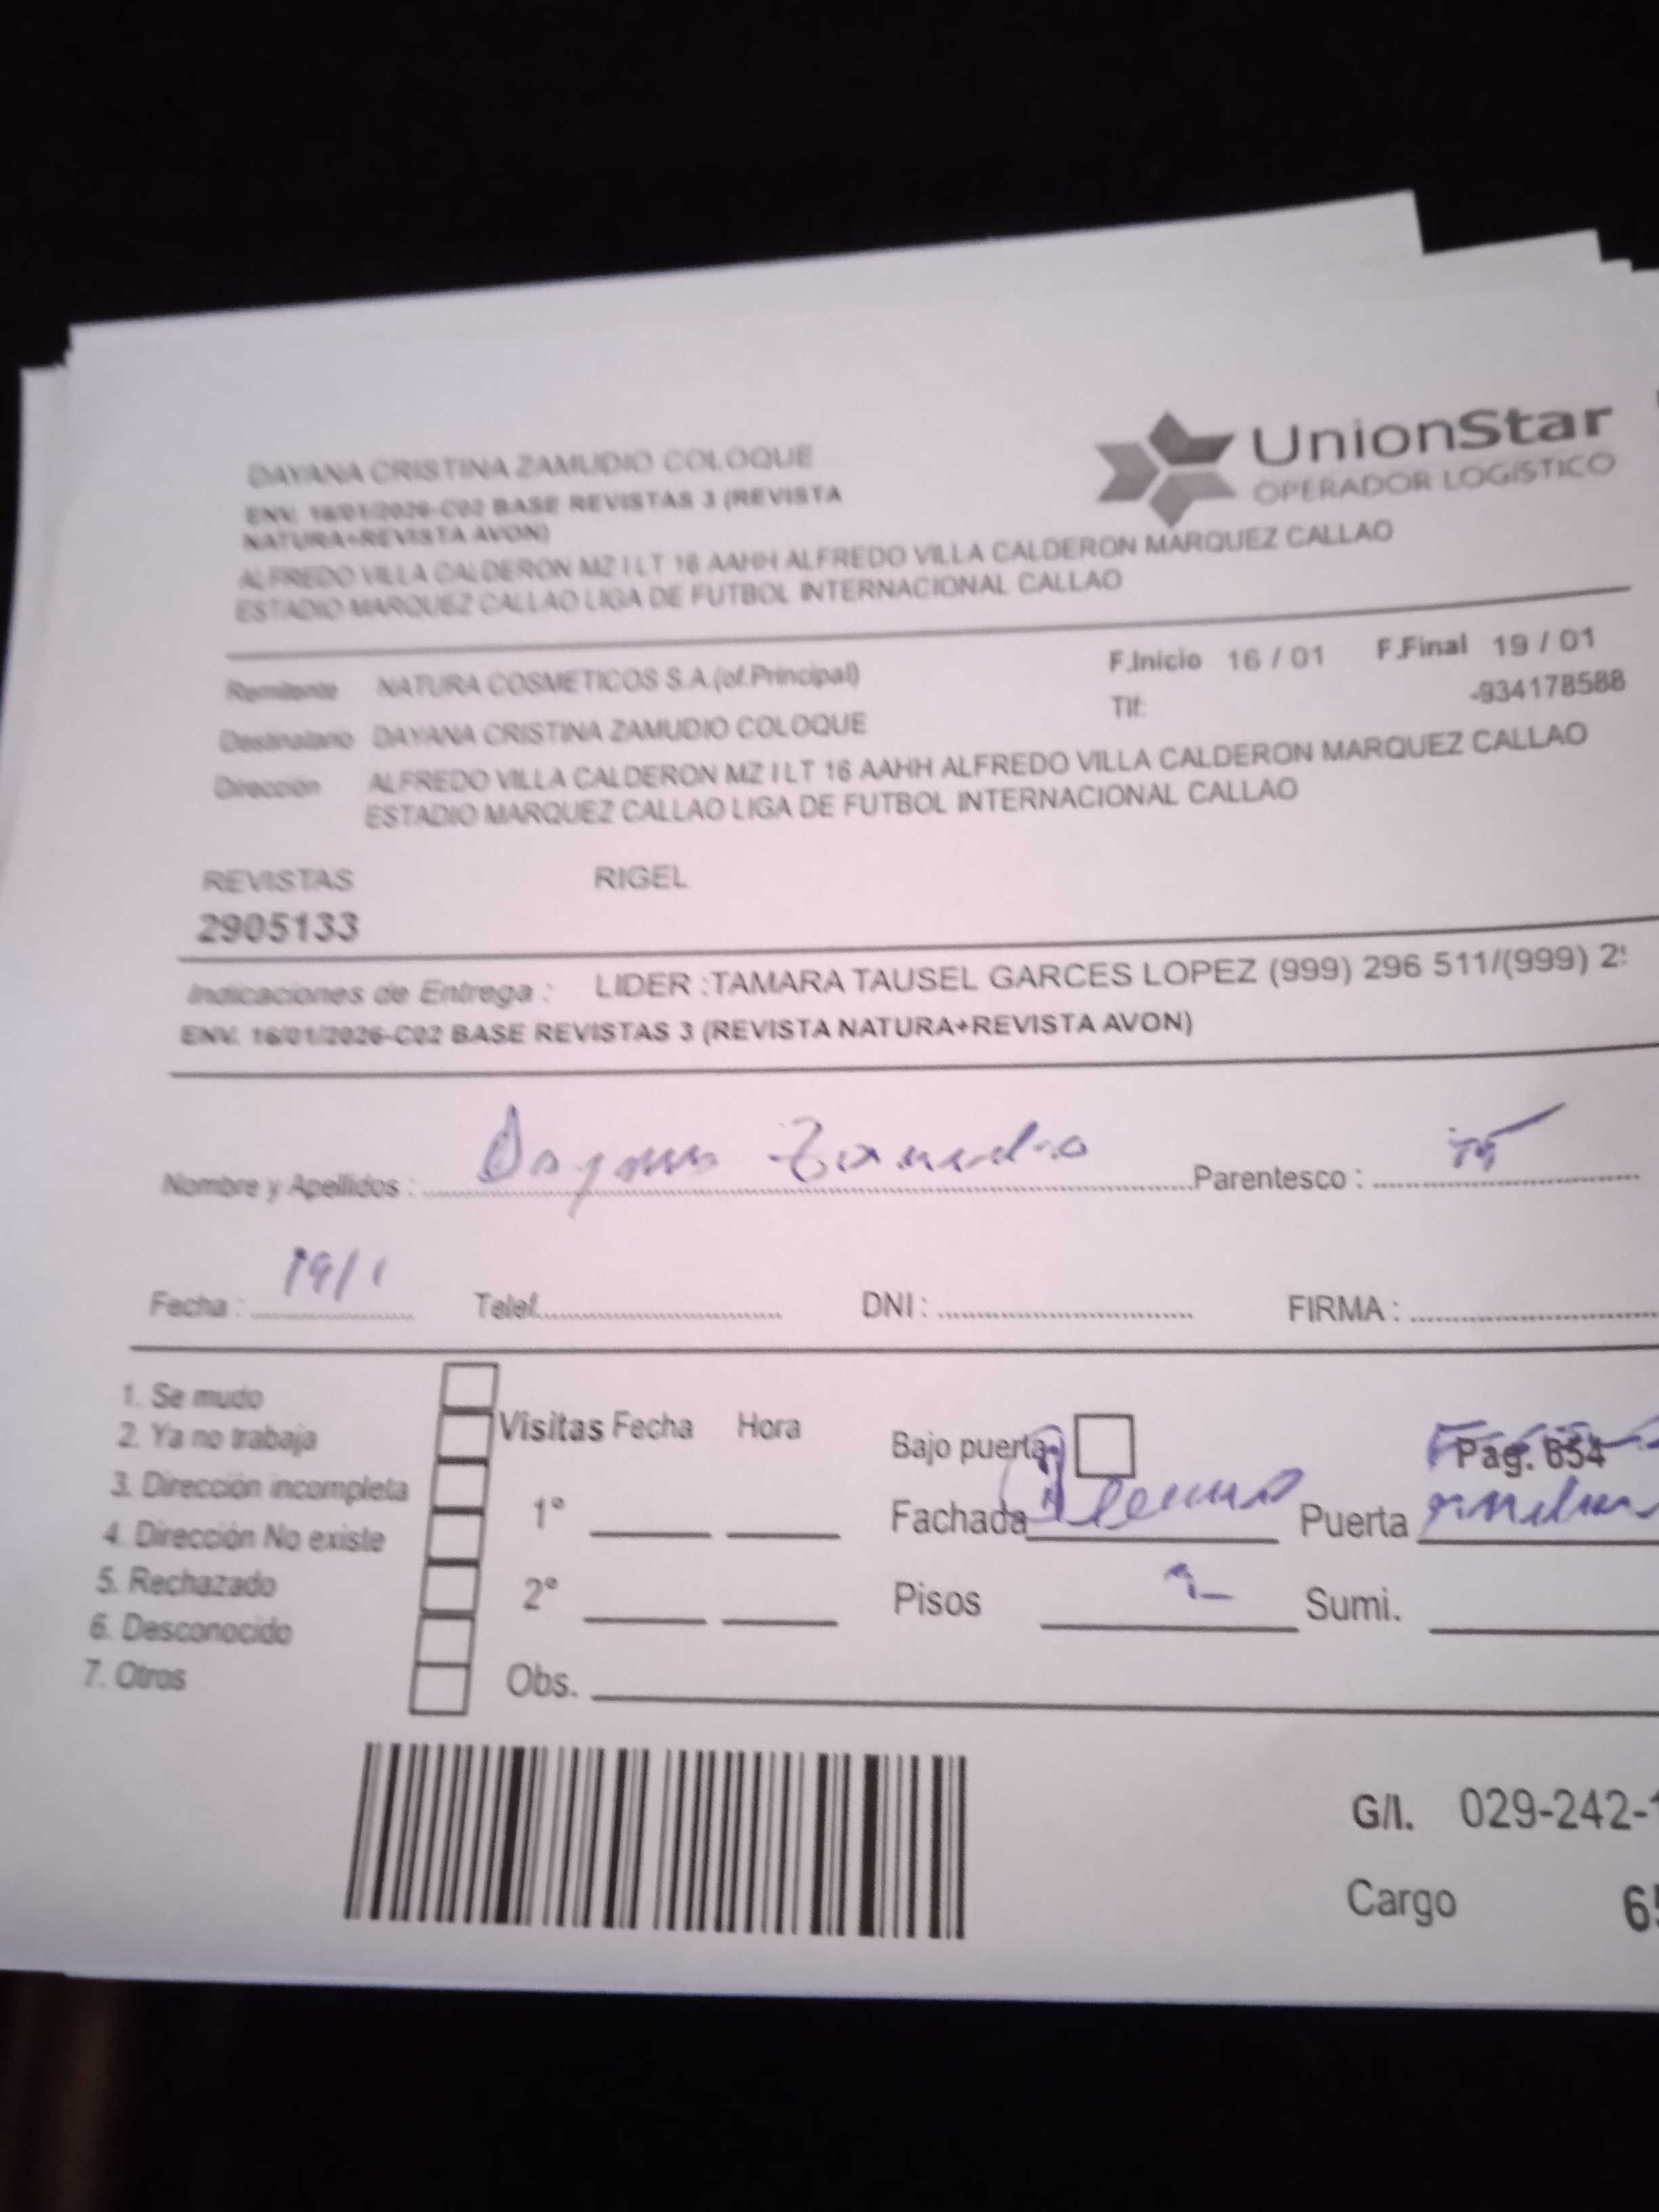 DAYANA CRISTINA ZAMUDIO COLOQUE
UnionStar
OPERADOR LOGÍSTICO
ENV. 16/01/2026-C02 BASE REVISTAS 3 (REVISTA
NATURA+REVISTA AVON)
ALFREDO VILLA CALDERON MZ I LT 16 AAHH ALFREDO VILLA CALDERON MARQUEZ CALLAO
ESTADIO MARQUEZ CALLAO LIGA DE FUTBOL INTERNACIONAL CALLAO
Remitente NATURA COSMETICOS S.A.(of.Principal) F.Inicio 16 / 01 F.Final 19 / 01
Destinatario DAYANA CRISTINA ZAMUDIO COLOQUE Tlf: -934178588
Dirección ALFREDO VILLA CALDERON MZ I LT 16 AAHH ALFREDO VILLA CALDERON MARQUEZ CALLAO
ESTADIO MARQUEZ CALLAO LIGA DE FUTBOL INTERNACIONAL CALLAO
REVISTAS RIGEL
2905133
Indicaciones de Entrega : LIDER :TAMARA TAUSEL GARCES LOPEZ (999) 296 511/(999) 2
ENV. 16/01/2026-C02 BASE REVISTAS 3 (REVISTA NATURA+REVISTA AVON)
Nombre y Apellidos : Dayana Zamudio Parentesco :
Fecha : 19/1 Telef. DNI : FIRMA :
1. Se mudo
2. Ya no trabaja
3. Dirección incompleta
4. Dirección No existe
5. Rechazado
6. Desconocido
7. Otros
Visitas Fecha Hora
1°
2°
Obs.
Bajo puerta Pag. 654
Fachada Puerta
Pisos 2 Sumi.
G/I. 029-242-
Cargo 6